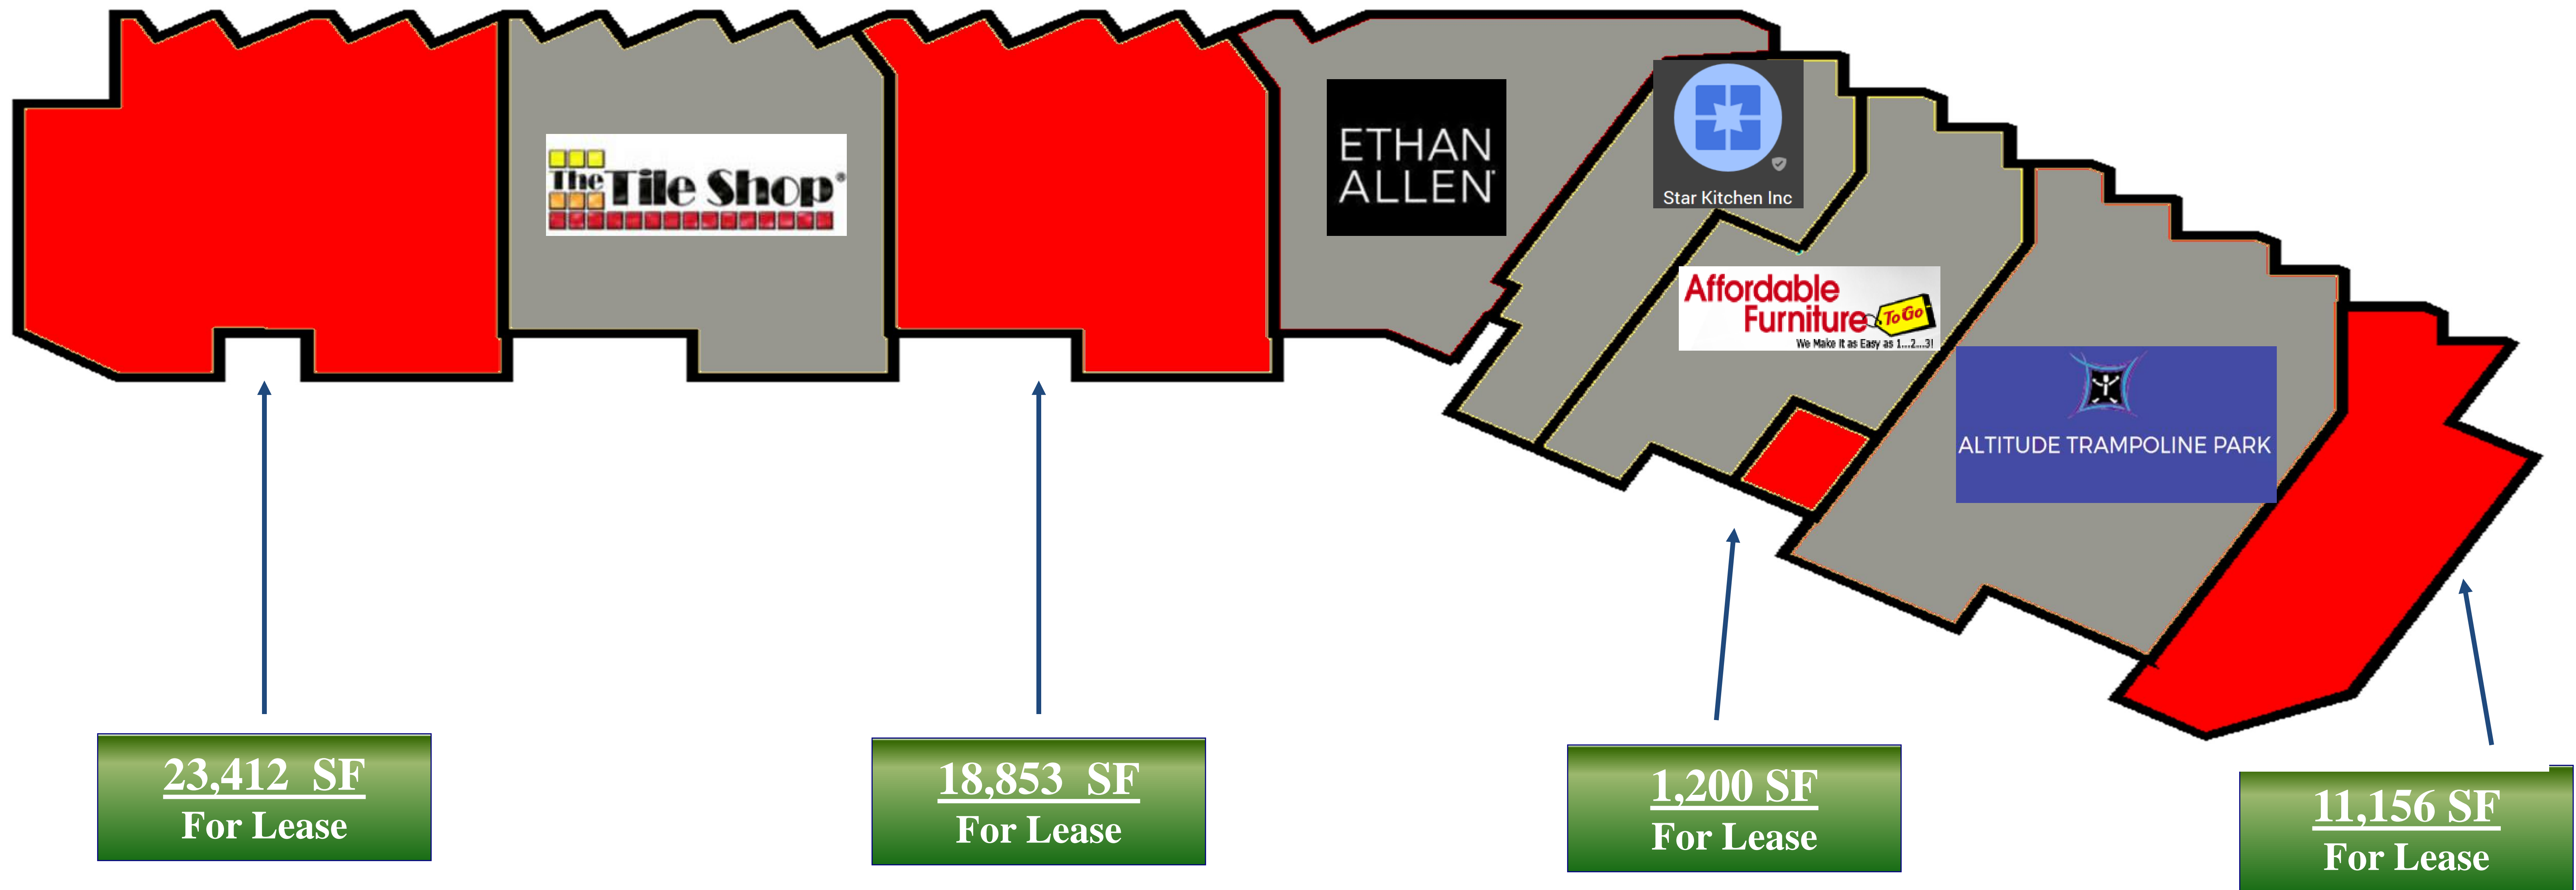 The Tile Shop®
ETHAN
ALLEN
Star Kitchen Inc
Affordable
Furniture
To Go
We Make It as Easy as 1...2...3!
ALTITUDE TRAMPOLINE PARK
23,412 SF
For Lease
18,853 SF
For Lease
1,200 SF
For Lease
11,156 SF
For Lease